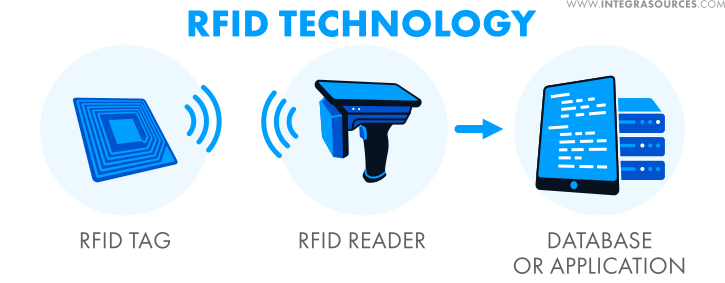 WWW.INTEGRASOURCES.COM
RFID TECHNOLOGY
RFID TAG
RFID READER
DATABASE
OR APPLICATION